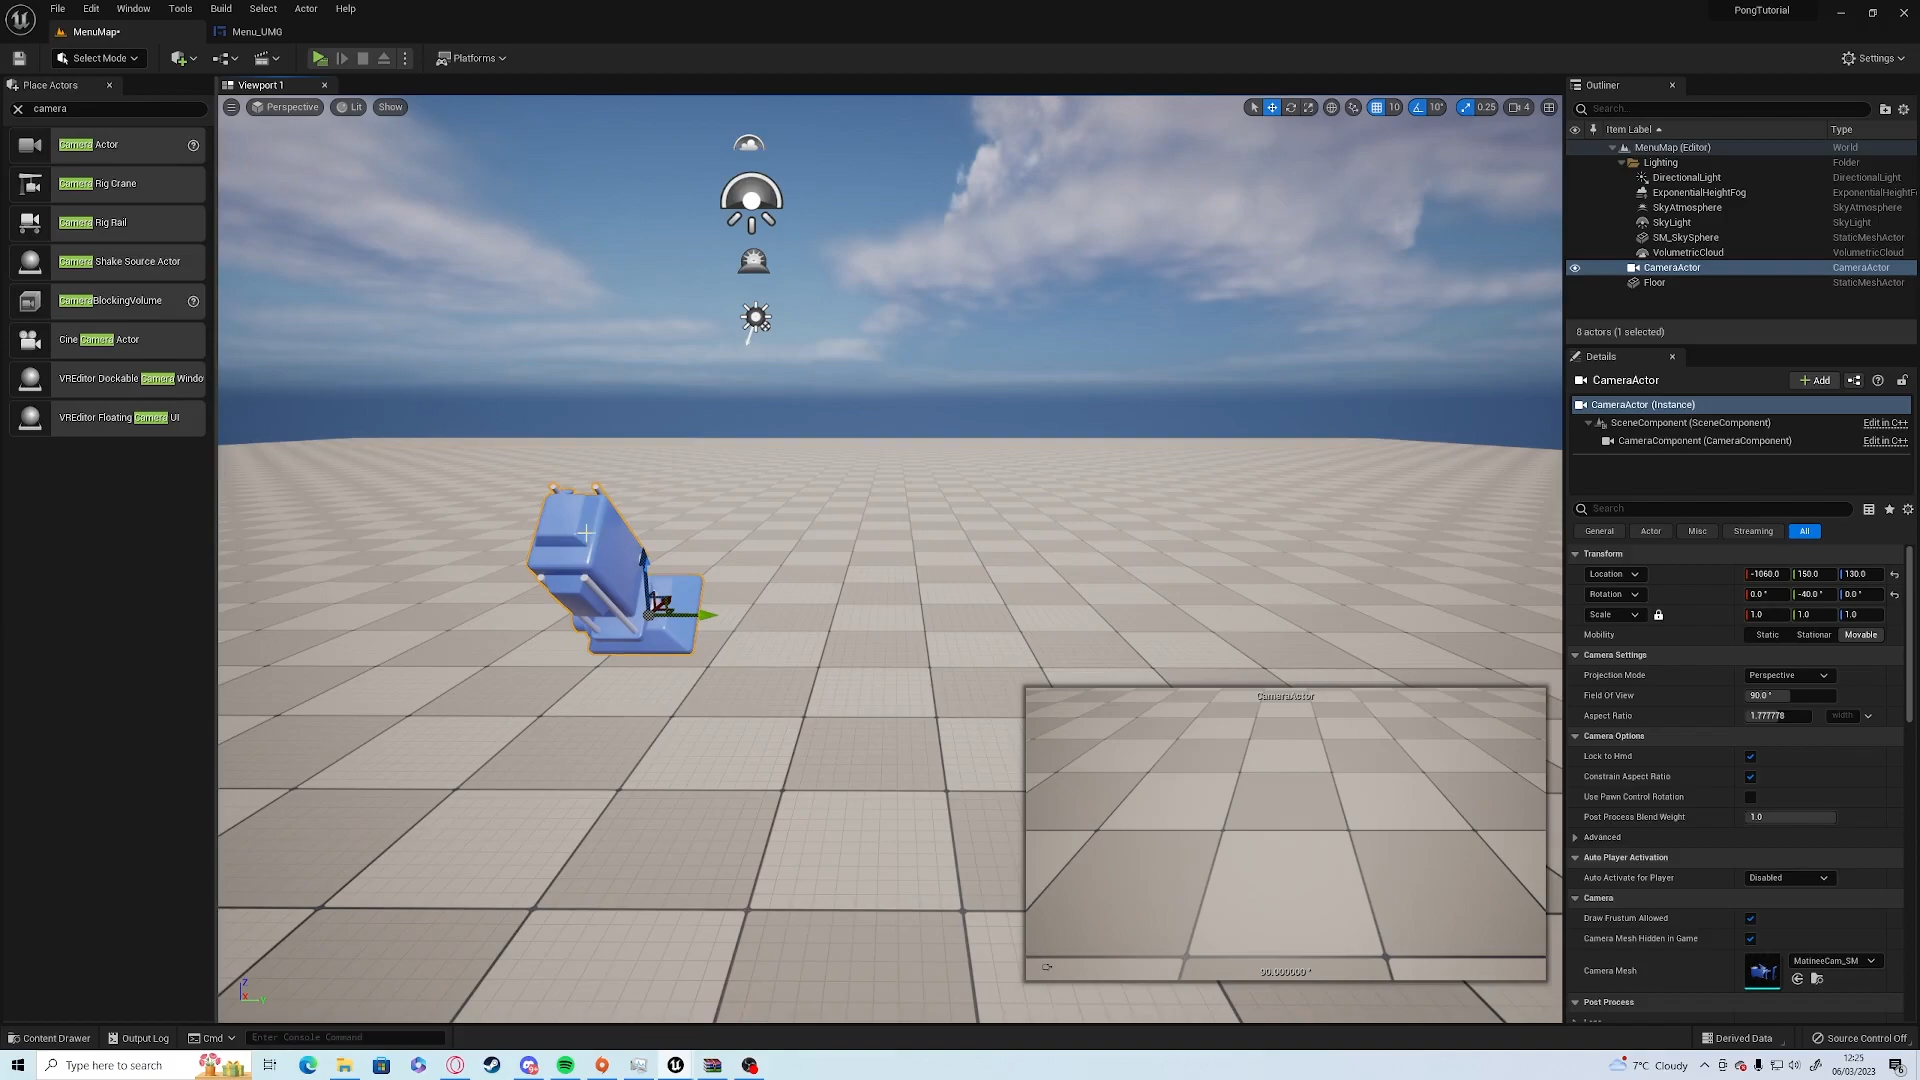 File Edit Window Tools Build Select Actor Help
PongTutorial
MenuMap•
Menu_UMG
Select Mode
Platforms
Settings
Place Actors
camera
Camera Actor
Camera Rig Crane
Camera Rig Rail
Camera Shake Source Actor
CameraBlockingVolume
Cine Camera Actor
VREditor Dockable Camera Windo
VREditor Floating Camera UI
Viewport 1
Perspective Lit Show
10 10° 0.25 4
CameraActor
90.000000 °
Z
X Y
Outliner
Search...
Item Label Type
MenuMap (Editor) World
Lighting Folder
DirectionalLight DirectionalLight
ExponentialHeightFog ExponentialHeightF
SkyAtmosphere SkyAtmosphere
SkyLight SkyLight
SM_SkySphere StaticMeshActor
VolumetricCloud VolumetricCloud
CameraActor CameraActor
Floor StaticMeshActor
8 actors (1 selected)
Details
CameraActor
Add
CameraActor (Instance)
SceneComponent (SceneComponent) Edit in C++
CameraComponent (CameraComponent) Edit in C++
Search
General Actor Misc Streaming All
Transform
Location -1060.0 150.0 130.0
Rotation 0.0 ° -40.0 ° 0.0 °
Scale 1.0 1.0 1.0
Mobility Static Stationar Movable
Camera Settings
Projection Mode Perspective
Field Of View 90.0 °
Aspect Ratio 1.777778 width
Camera Options
Lock to Hmd
Constrain Aspect Ratio
Use Pawn Control Rotation
Post Process Blend Weight 1.0
Advanced
Auto Player Activation
Auto Activate for Player Disabled
Camera
Draw Frustum Allowed
Camera Mesh Hidden in Game
Camera Mesh MatineeCam_SM
Post Process
Content Drawer Output Log Cmd Enter Console Command
Derived Data Source Control Off
Type here to search
7°C Cloudy
12:25
06/03/2023